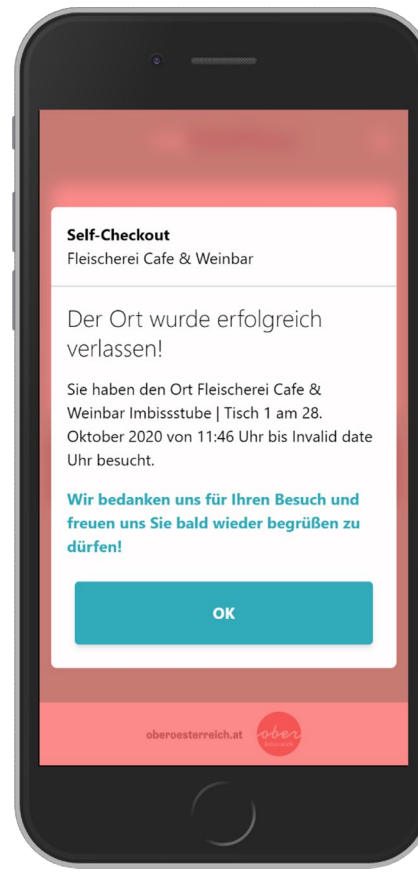 Self-Checkout
Fleischerei Cafe & Weinbar
Der Ort wurde erfolgreich
verlassen!
Sie haben den Ort Fleischerei Cafe &
Weinbar Imbissstube | Tisch 1 am 28.
Oktober 2020 von 11:46 Uhr bis Invalid date
Uhr besucht.
Wir bedanken uns für Ihren Besuch und
freuen uns Sie bald wieder begrüßen zu
dürfen!
OK
oberoesterreich.at
ober